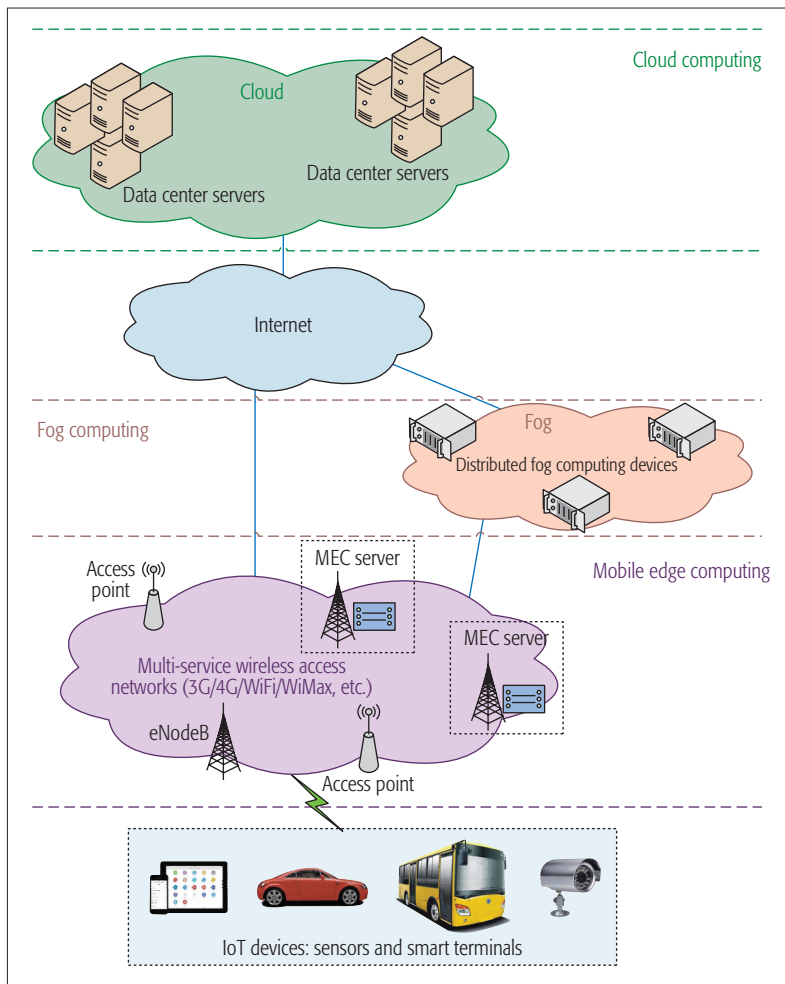 Cloud computing
Cloud
Data center servers
Data center servers
Internet
Fog computing
Fog
Distributed fog computing devices
Mobile edge computing
MEC server
Access
point
MEC server
Multi-service wireless access
networks (3G/4G/WiFi/WiMax, etc.)
eNodeB
Access point
IoT devices: sensors and smart terminals